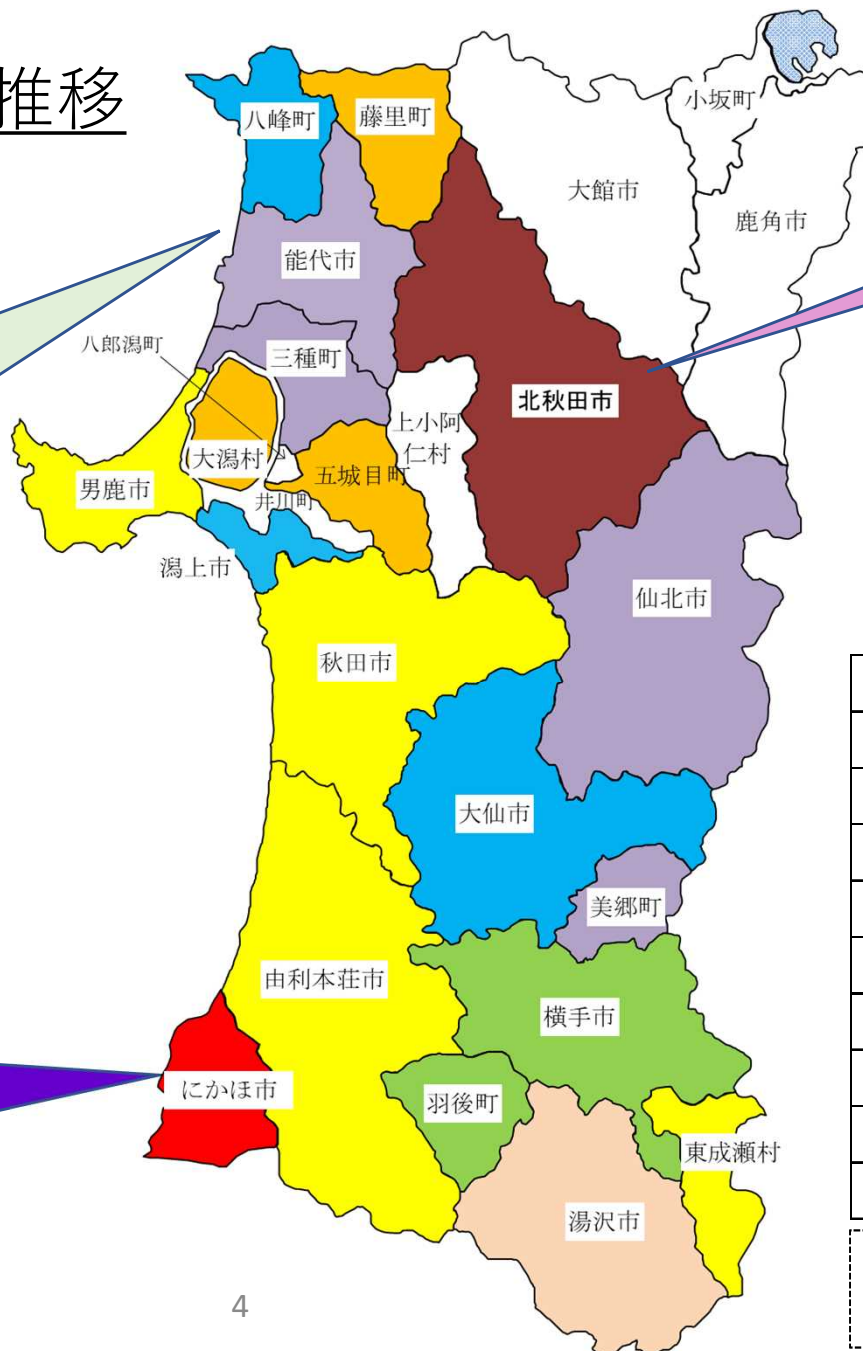 推移
小坂町
八峰町
藤里町
大館市
鹿角市
能代市
八郎潟町
三種町
北秋田市
上小阿
仁村
大潟村
五城目町
男鹿市
井川町
潟上市
仙北市
秋田市
大仙市
美郷町
由利本荘市
横手市
にかほ市
羽後町
東成瀬村
湯沢市
4